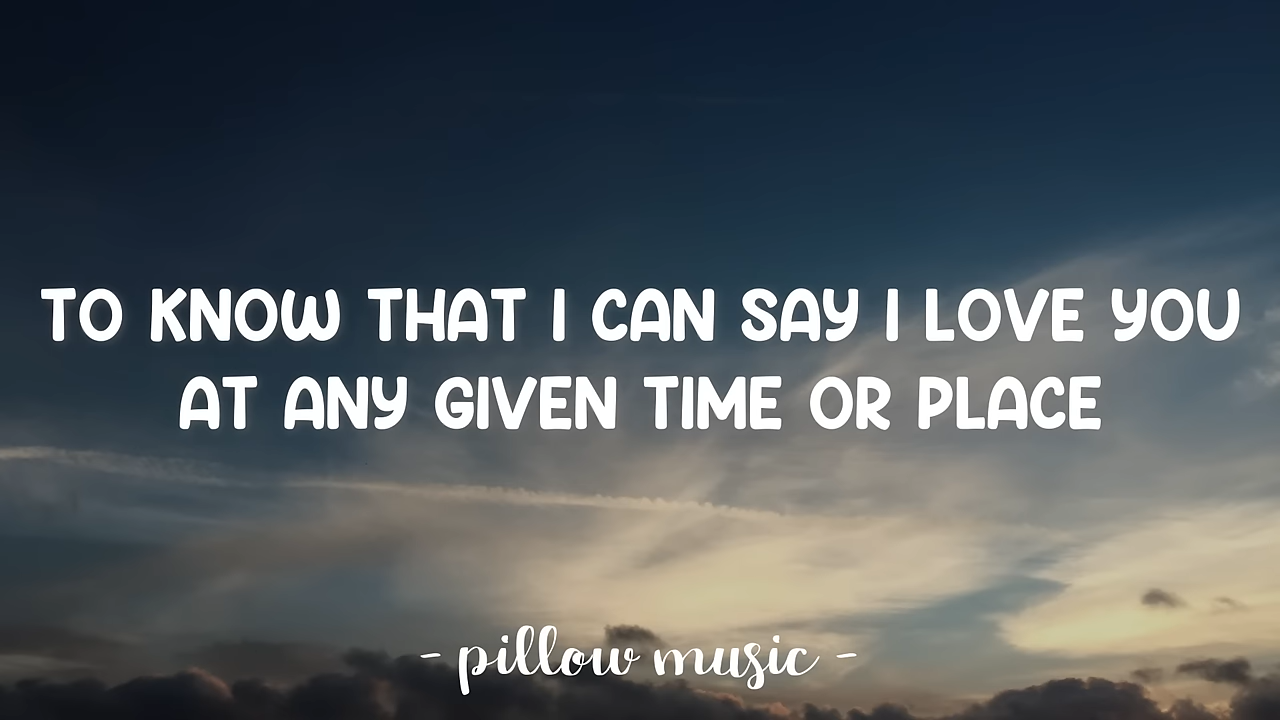 TO KNOW THAT I CAN SAY I LOVE YOU
AT ANY GIVEN TIME OR PLACE
- pillow music -